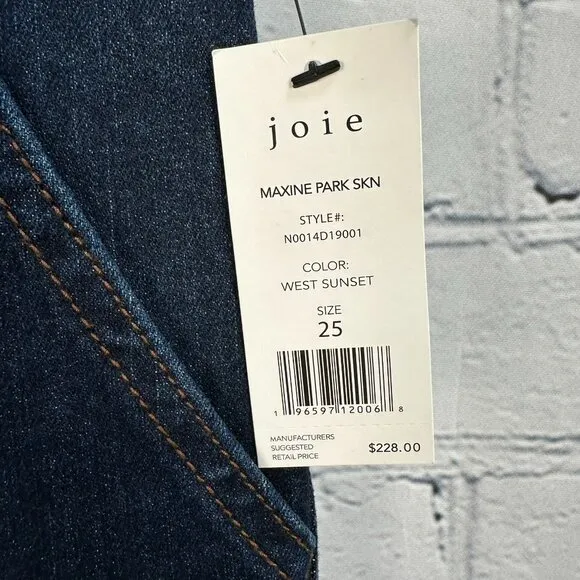 joie
MAXINE PARK SKN
STYLE#:
N0014D19001
COLOR:
WEST SUNSET
SIZE
25
1 96597 12006 8
MANUFACTURERS
SUGGESTED
RETAIL PRICE
$228.00